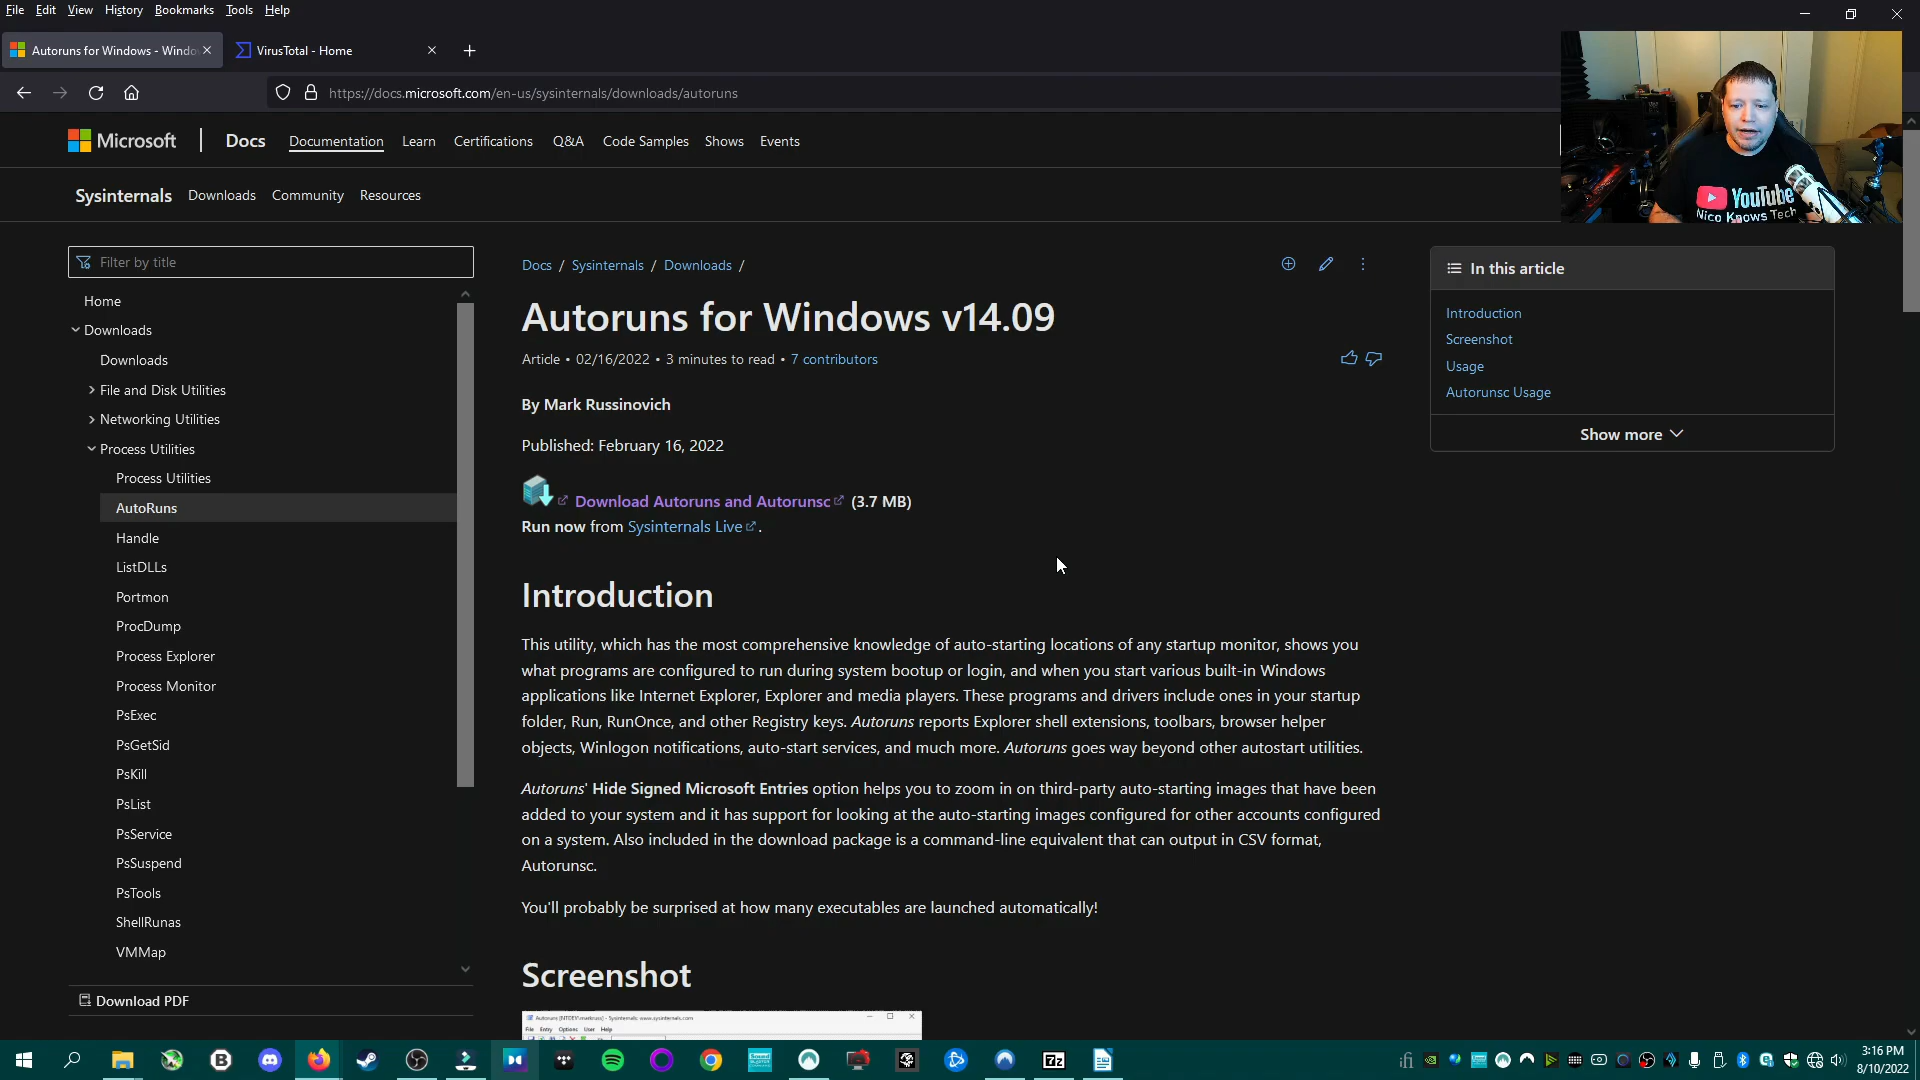 File Edit View History Bookmarks Tools Help
Autoruns for Windows - Windo
VirusTotal - Home
https://docs.microsoft.com/en-us/sysinternals/downloads/autoruns
Microsoft Docs Documentation Learn Certifications Q&A Code Samples Shows Events
YouTube
Nico Knows Tech
Sysinternals Downloads Community Resources
Filter by title
Home
Downloads
Downloads
File and Disk Utilities
Networking Utilities
Process Utilities
Process Utilities
AutoRuns
Handle
ListDLLs
Portmon
ProcDump
Process Explorer
Process Monitor
PsExec
PsGetSid
PsKill
PsList
PsService
PsSuspend
PsTools
ShellRunas
VMMap
Download PDF
Docs / Sysinternals / Downloads /
Autoruns for Windows v14.09
Article • 02/16/2022 • 3 minutes to read • 7 contributors
By Mark Russinovich
Published: February 16, 2022
Download Autoruns and Autorunsc (3.7 MB)
Run now from Sysinternals Live.
Introduction
This utility, which has the most comprehensive knowledge of auto-starting locations of any startup monitor, shows you
what programs are configured to run during system bootup or login, and when you start various built-in Windows
applications like Internet Explorer, Explorer and media players. These programs and drivers include ones in your startup
folder, Run, RunOnce, and other Registry keys. Autoruns reports Explorer shell extensions, toolbars, browser helper
objects, Winlogon notifications, auto-start services, and much more. Autoruns goes way beyond other autostart utilities.
Autoruns' Hide Signed Microsoft Entries option helps you to zoom in on third-party auto-starting images that have been
added to your system and it has support for looking at the auto-starting images configured for other accounts configured
on a system. Also included in the download package is a command-line equivalent that can output in CSV format,
Autorunsc.
You'll probably be surprised at how many executables are launched automatically!
Screenshot
File Entry Options User Help
In this article
Introduction
Screenshot
Usage
Autorunsc Usage
Show more
7z
3:16 PM
8/10/2022